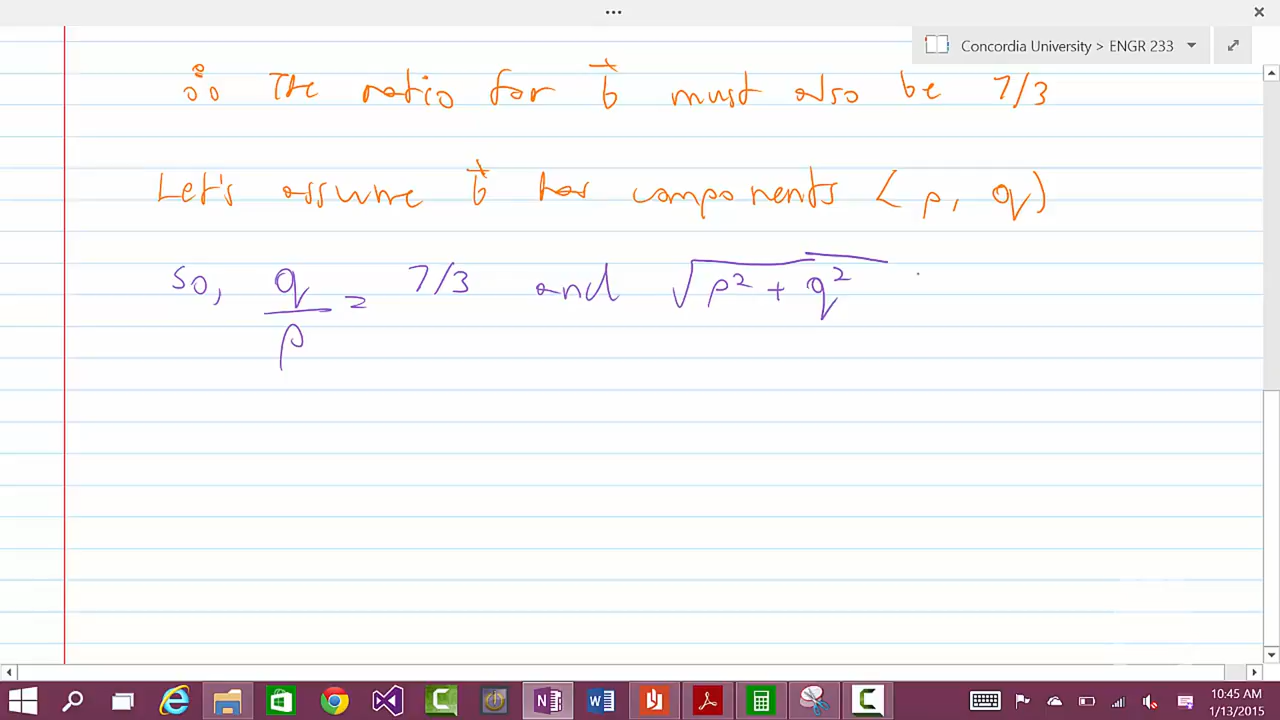 Concordia University > ENGR 233
∴ The ratio for b⃗ must also be 7/3
Let's assume b⃗ has components < p, q )
so, q/p = 7/3 and √(p² + q²)
10:45 AM
1/13/2015